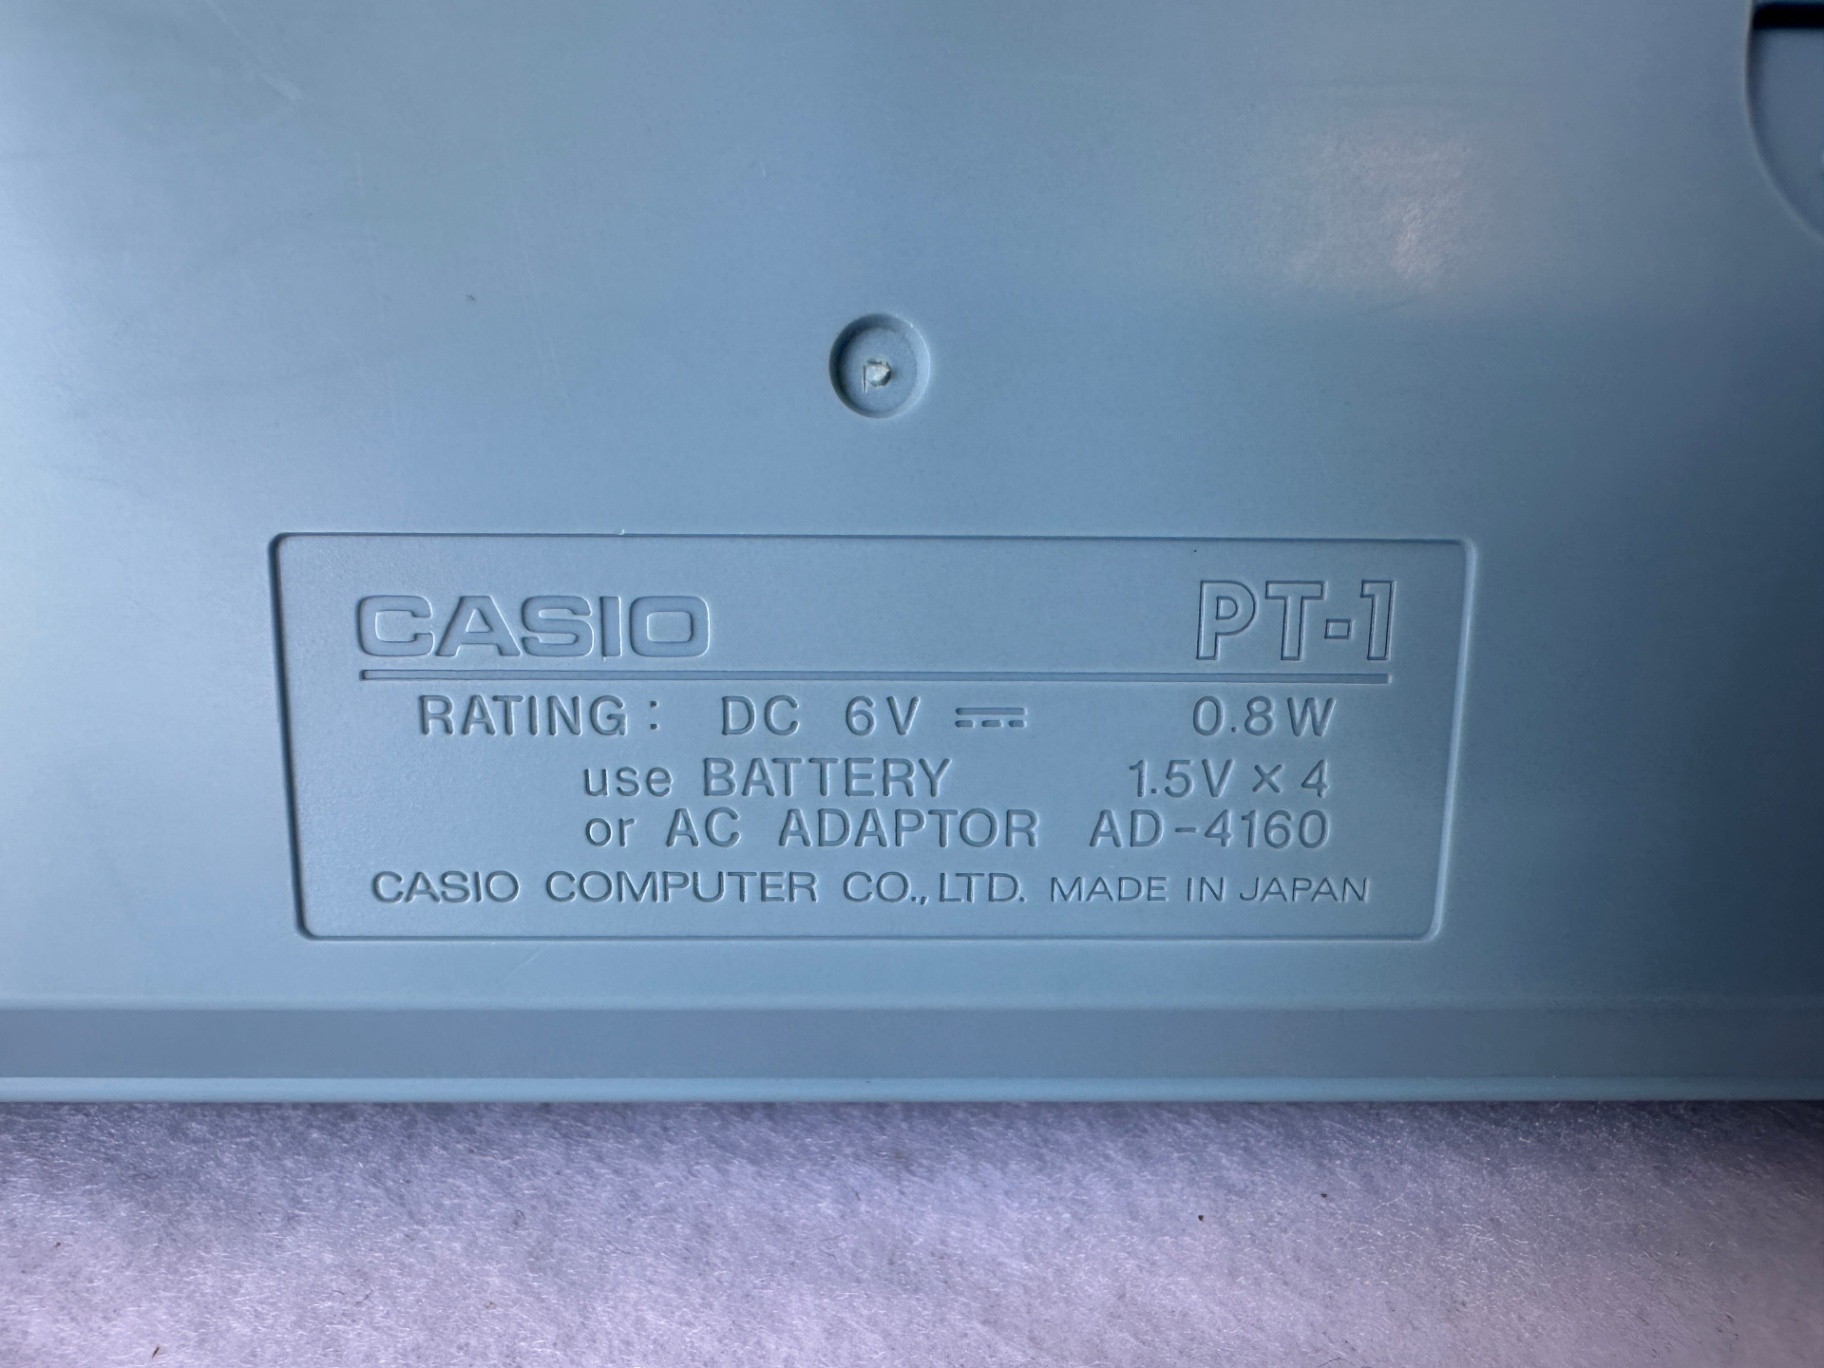 CASIO PT-1
RATING: DC 6V ⎓ 0.8W
use BATTERY 1.5V × 4
or AC ADAPTOR AD-4160
CASIO COMPUTER CO.,LTD. MADE IN JAPAN